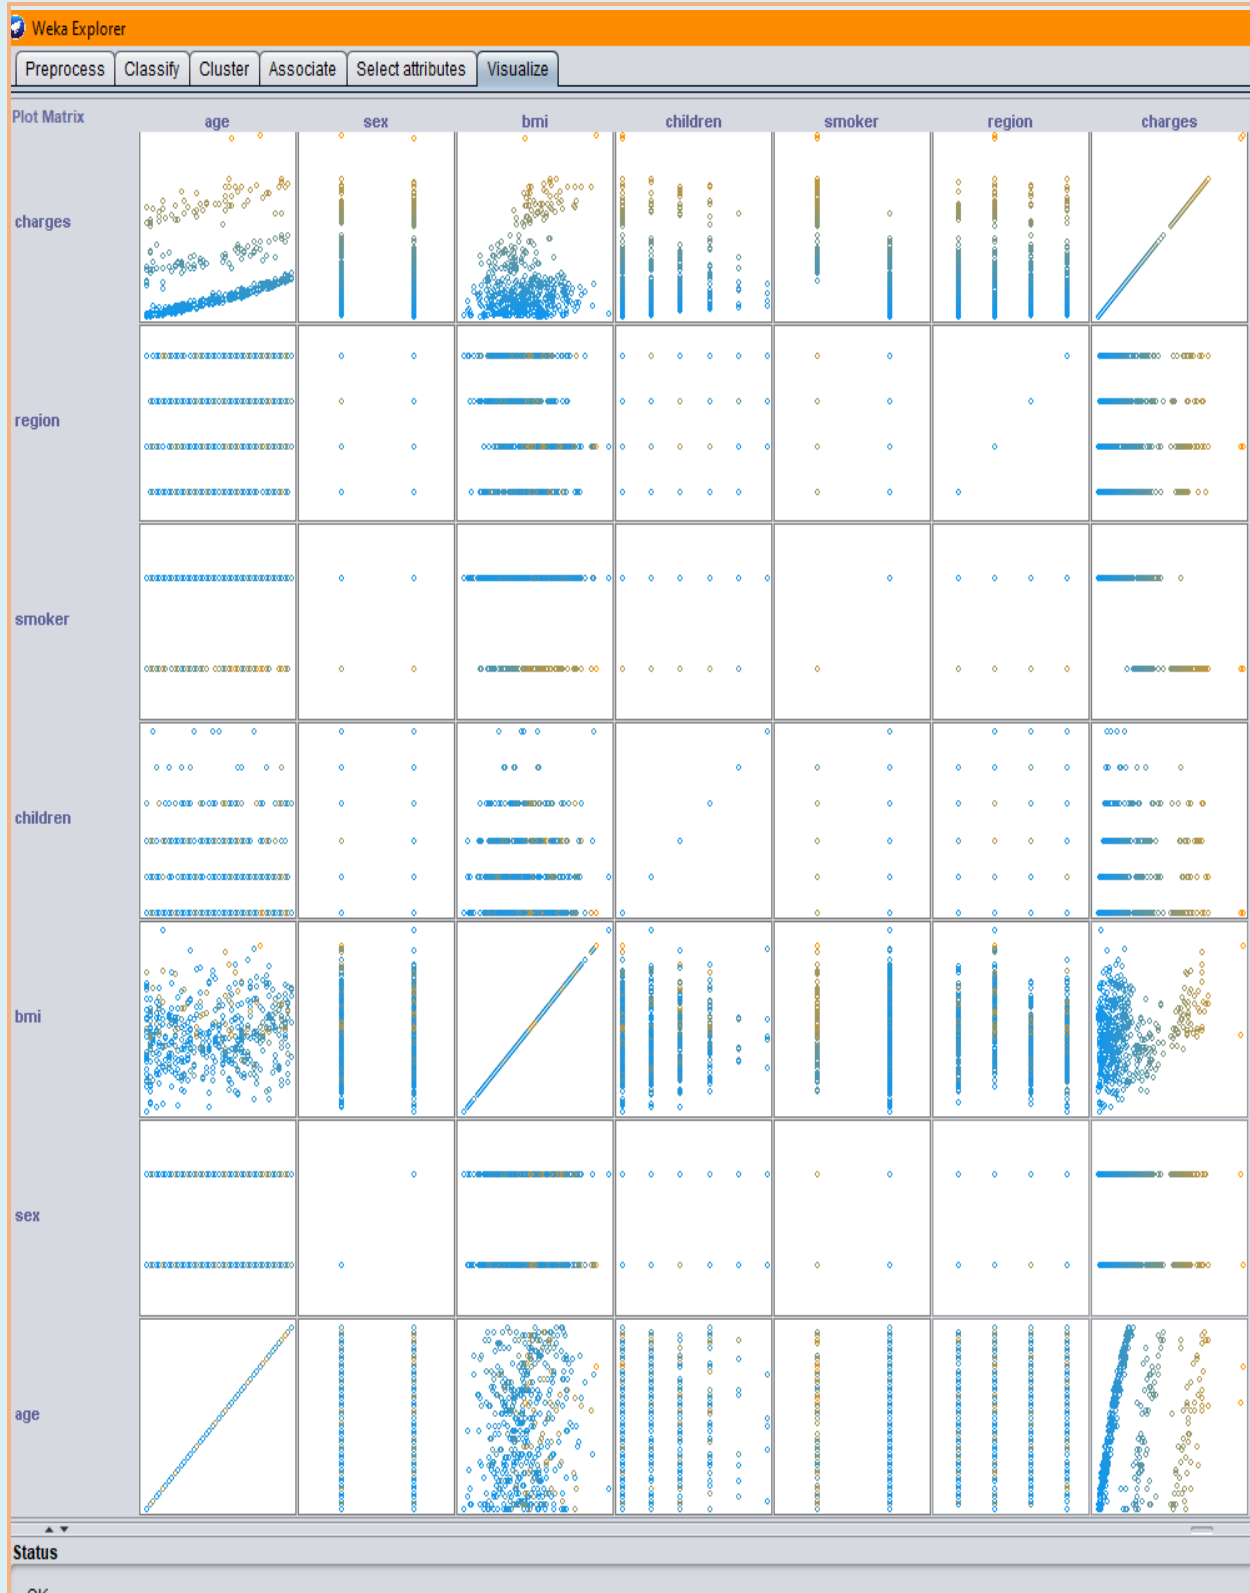 Weka Explorer
Preprocess Classify Cluster Associate Select attributes Visualize
Plot Matrix age sex bmi children smoker region charges
charges
region
smoker
children
bmi
sex
age
Status